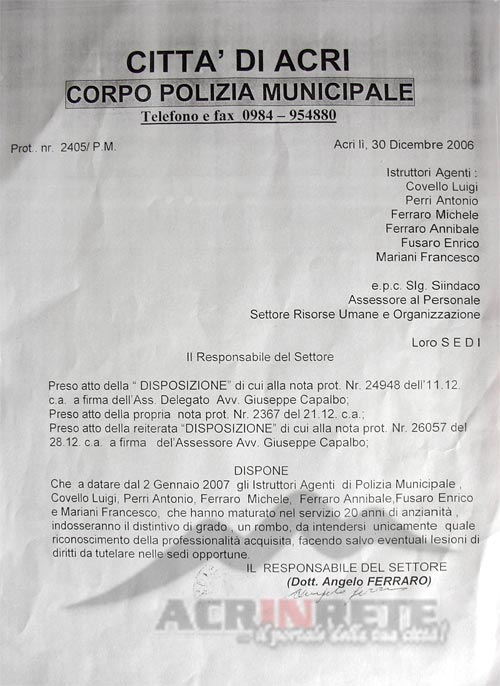 CITTA' DI ACRI
CORPO POLIZIA MUNICIPALE
Telefono e fax 0984 – 954880
Prot.. nr. 2405/ P.M.
Acri lì, 30 Dicembre 2006
Istruttori Agenti :
Covello Luigi
Perri Antonio
Ferraro Michele
Ferraro Annibale
Fusaro Enrico
Mariani Francesco
e.p.c. SIg. Siindaco
Assessore al Personale
Settore Risorse Umane e Organizzazione
Loro S E D I
Il Responsabile del Settore
Preso atto della “ DISPOSIZIONE” di cui alla nota prot. Nr. 24948 dell'11.12.
c.a. a firma dell'Ass. Delegato Avv. Giuseppe Capalbo;
Preso atto della propria nota prot. Nr. 2367 del 21.12. c.a.;
Preso atto della reiterata “DISPOSIZIONE” di cui alla nota prot. Nr. 26057 del
28.12. c.a. a firma del'Assessore Avv. Giuseppe Capalbo;
DISPONE
Che a datare dal 2 Gennaio 2007 gli Istruttori Agenti di Polizia Municipale ,
Covello Luigi, Perri Antonio, Ferraro Michele, Ferraro Annibale,Fusaro Enrico
e Mariani Francesco, che hanno maturato nel servizio 20 anni di anzianità ,
indosseranno il distintivo di grado , un rombo, da intendersi unicamente quale
riconoscimento della professionalità acquisita, facendo salvo eventuali lesioni di
diritti da tutelare nelle sedi opportune.
IL RESPONSABILE DEL SETTORE
(Dott. Angelo FERRARO)
ACRINRETE
...il portale della tua città!